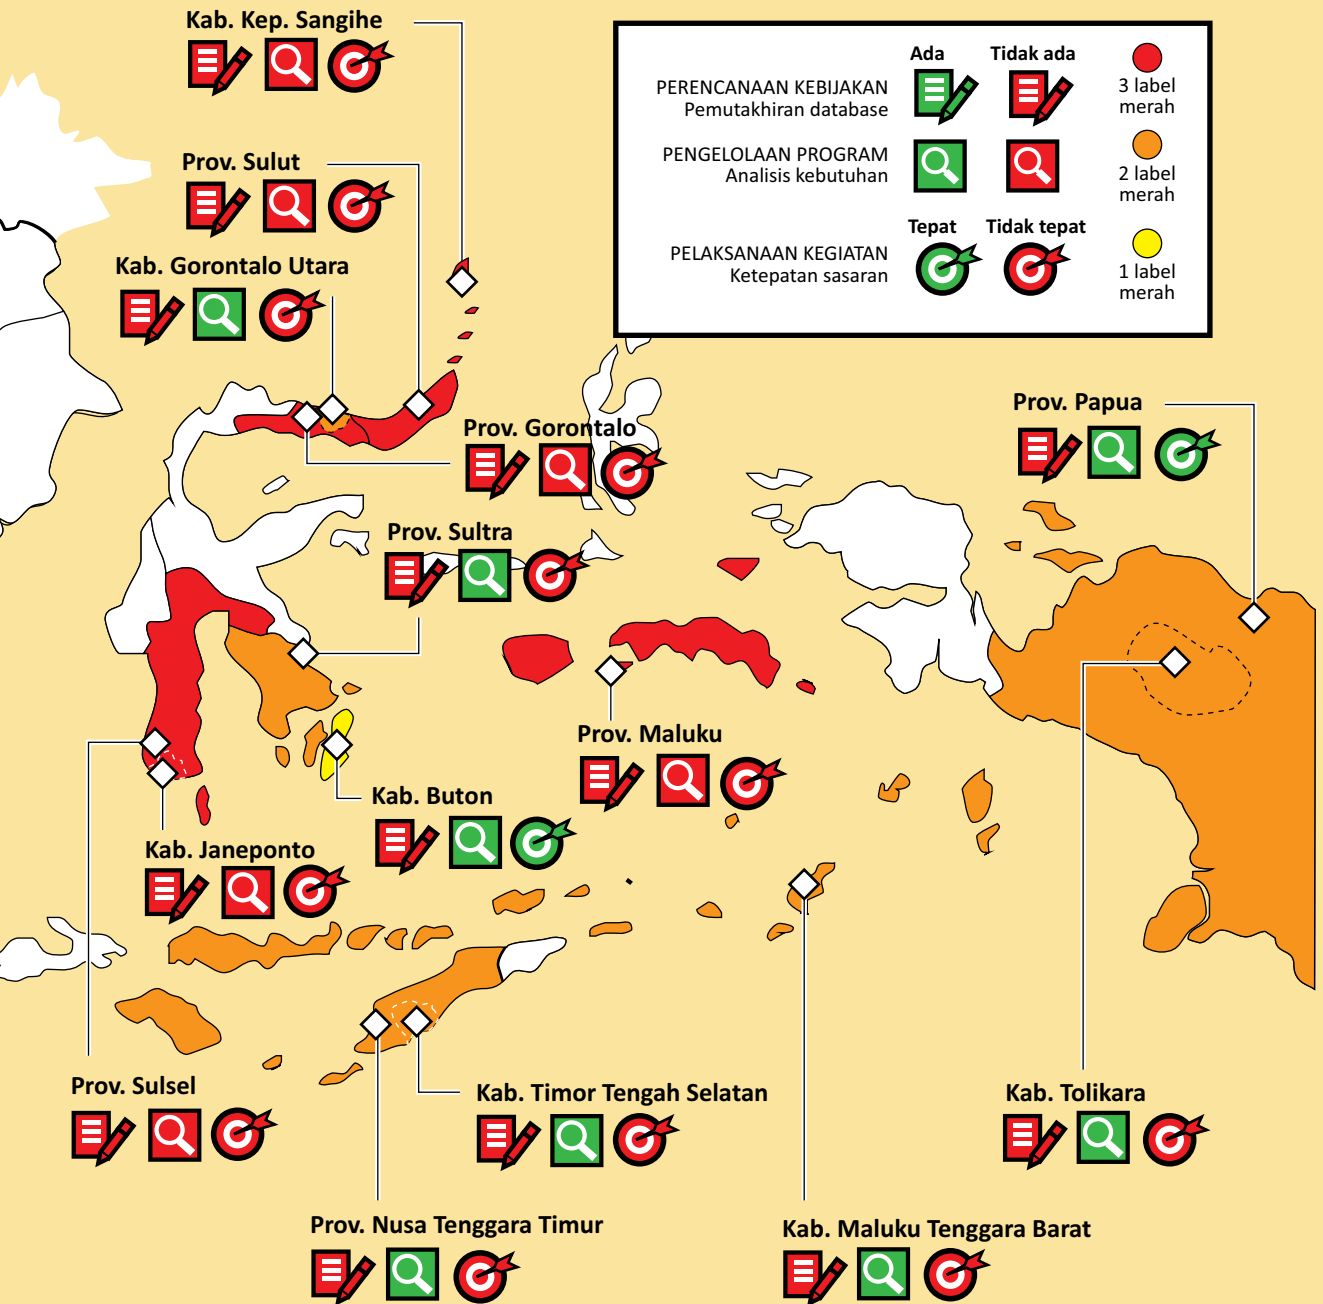 Kab. Kep. Sangihe
Ada
Tidak ada
PERENCANAAN KEBIJAKAN
Pemutakhiran database
3 label
merah
PENGELOLAAN PROGRAM
Analisis kebutuhan
2 label
merah
Tepat
Tidak tepat
PELAKSANAAN KEGIATAN
Ketepatan sasaran
1 label
merah
Prov. Sulut
Kab. Gorontalo Utara
Prov. Papua
Prov. Gorontalo
Prov. Sultra
Prov. Maluku
Kab. Buton
Kab. Janeponto
Prov. Sulsel
Kab. Timor Tengah Selatan
Kab. Tolikara
Prov. Nusa Tenggara Timur
Kab. Maluku Tenggara Barat